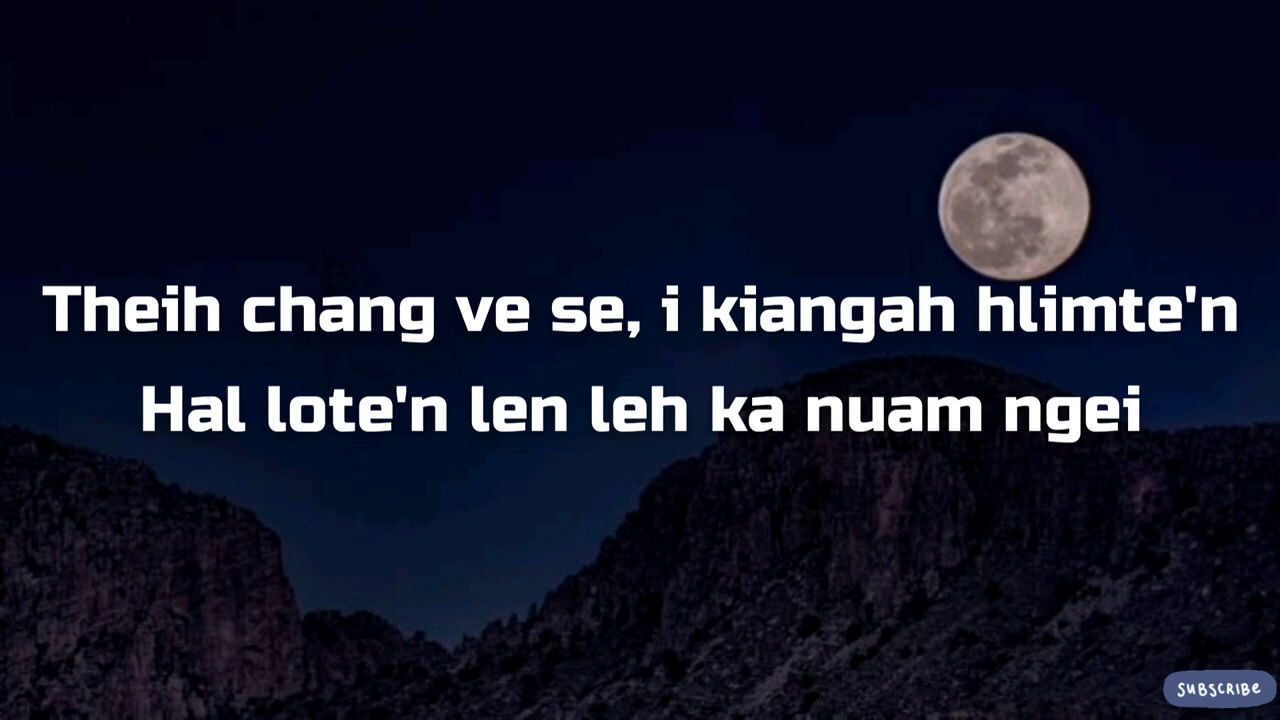 Theih chang ve se, i kiangah hlimte'n
Hal lote'n len leh ka nuam ngei
SUBSCRIBE